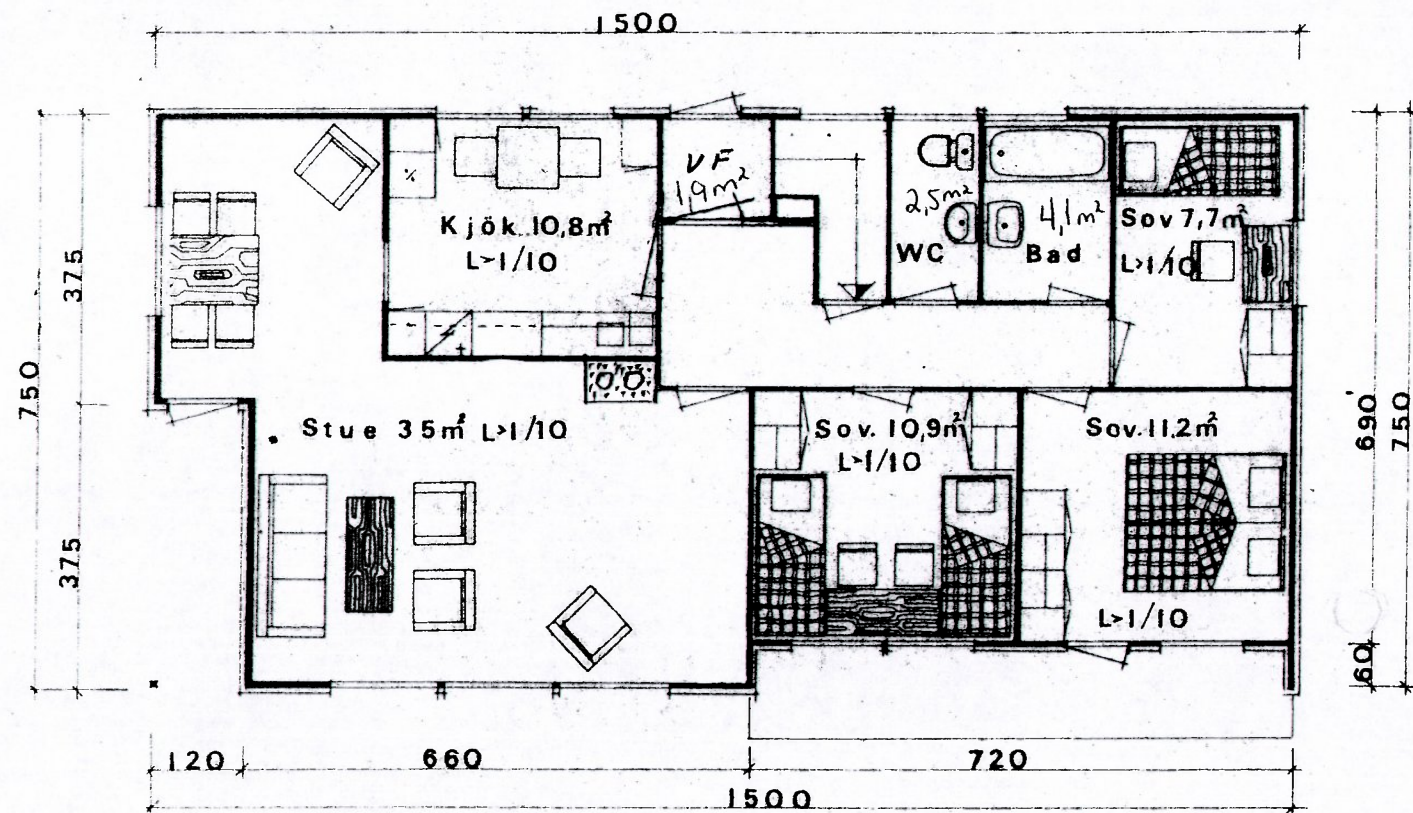 1500
VF
1,9m²
2,5m²
WC
4,1m²
Bad
Sov 7,7m²
L>1/10
Kjök 10,8m²
L>1/10
375
750
375
Stue 35m² L>1/10
Sov. 10,9m²
L>1/10
Sov. 11,2m²
L>1/10
690
750
60
120
660
720
1500